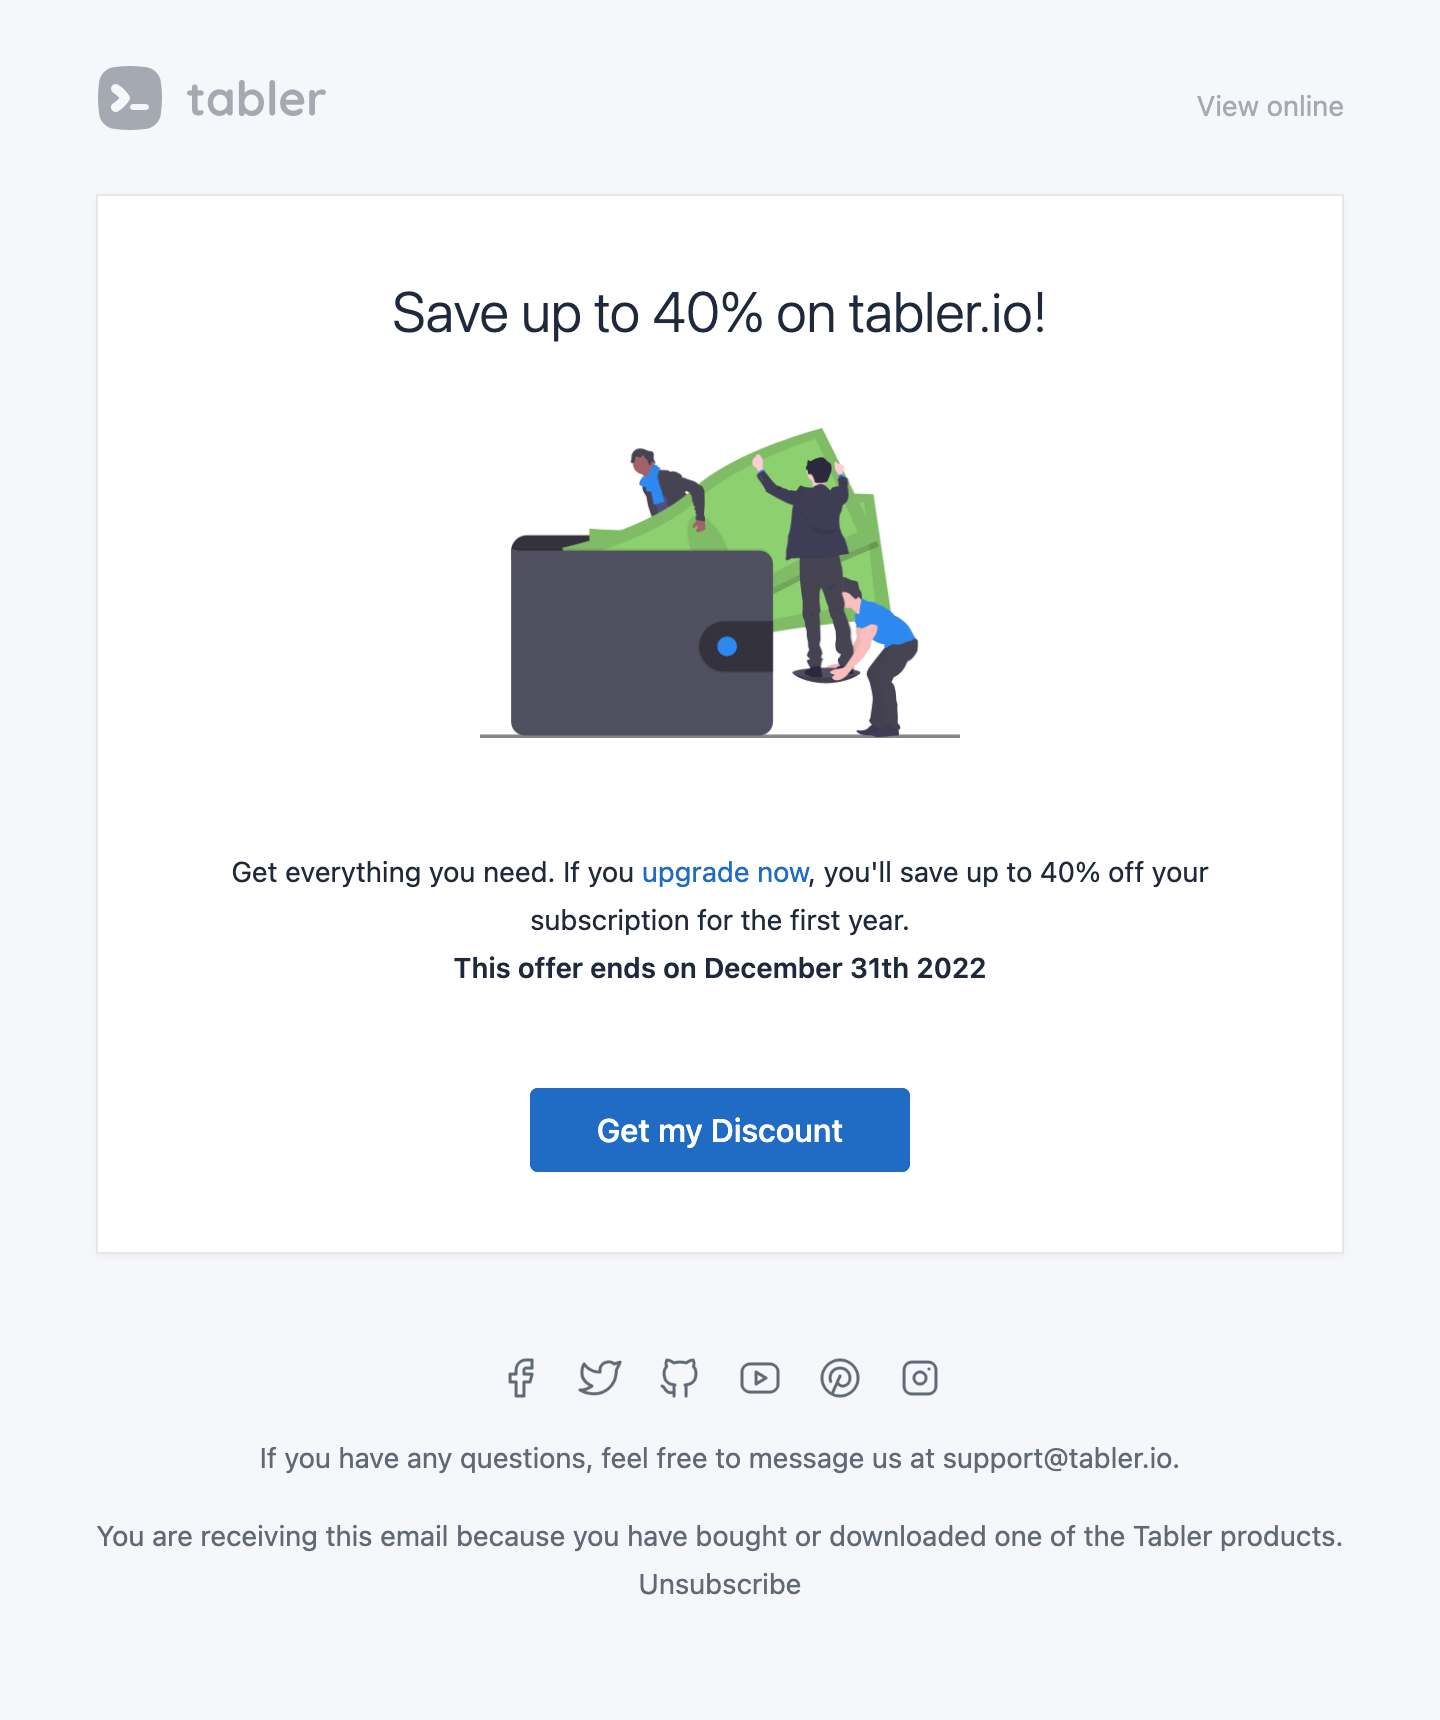 tabler
View online
Save up to 40% on tabler.io!
Get everything you need. If you upgrade now, you'll save up to 40% off your
subscription for the first year.
This offer ends on December 31th 2022
Get my Discount
If you have any questions, feel free to message us at support@tabler.io.
You are receiving this email because you have bought or downloaded one of the Tabler products.
Unsubscribe